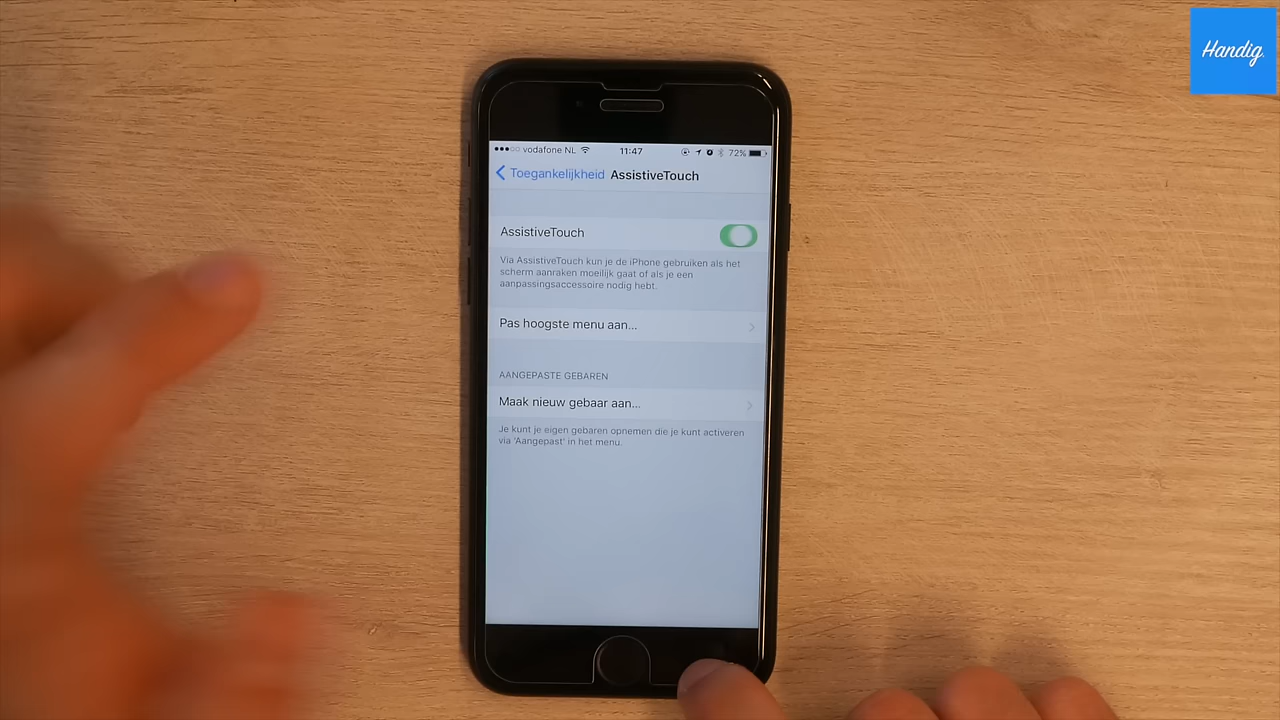 Handig.
vodafone NL 11:47 72%
Toegankelijkheid AssistiveTouch
AssistiveTouch
Via AssistiveTouch kun je de iPhone gebruiken als het
scherm aanraken moeilijk gaat of als je een
aanpassingsaccessoire nodig hebt.
Pas hoogste menu aan...
AANGEPASTE GEBAREN
Maak nieuw gebaar aan...
Je kunt je eigen gebaren opnemen die je kunt activeren
via 'Aangepast' in het menu.